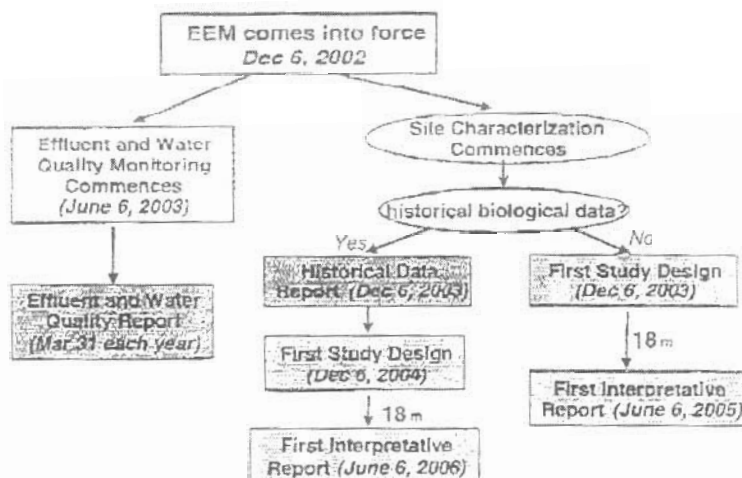 EEM comes into force
Dec 6, 2002
Effluent and Water
Quality Monitoring
Commences
(June 6, 2003)
Site Characterization
Commences
historical biological data?
Yes
No
Effluent and Water
Quality Report
(Mar 31 each year)
Historical Data
Report (Dec 6, 2003)
First Study Design
(Dec 6, 2004)
18 m
First Interpretative
Report (June 6, 2006)
First Study Design
(Dec 6, 2003)
18 m
First Interpretative
Report (June 6, 2005)